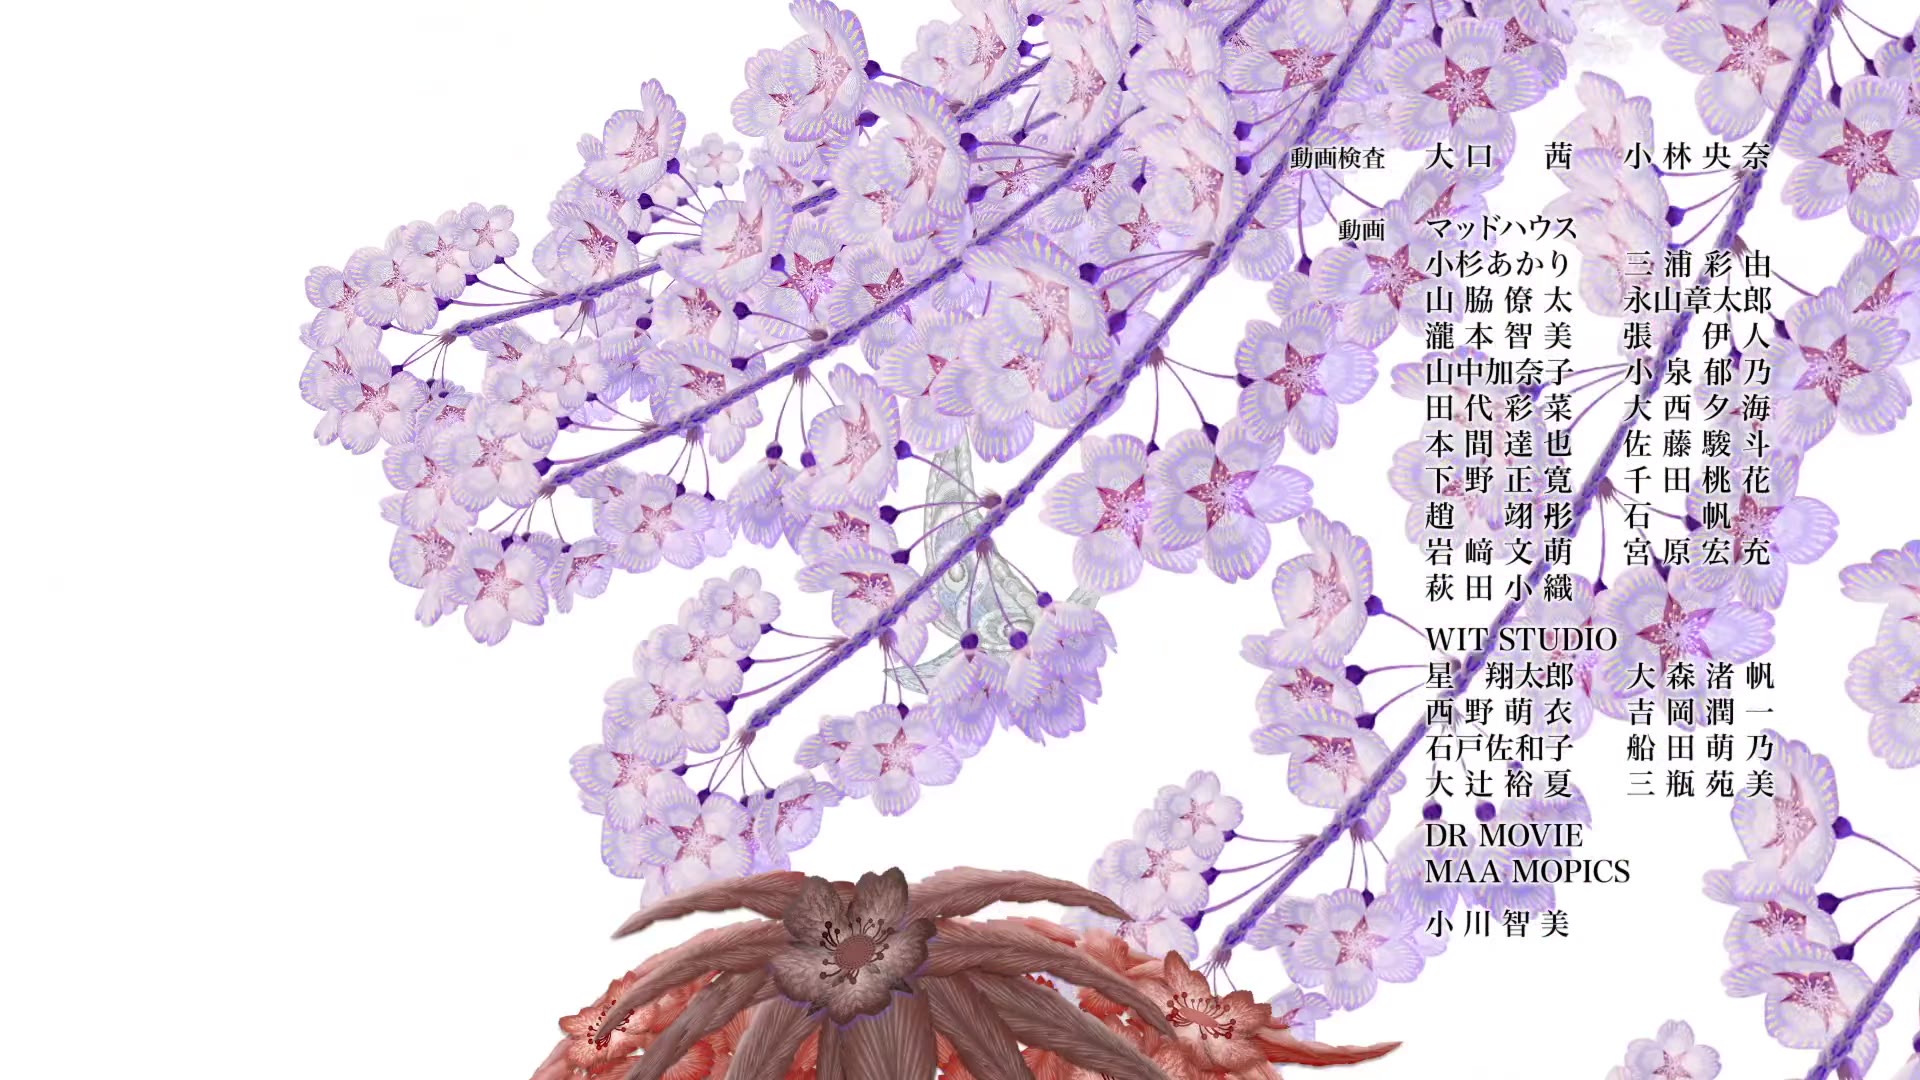 動画検査 大口 茜 小林央奈
動画 マッドハウス
小杉あかり 三浦彩由
山脇僚太 永山章太郎
瀧本智美 張 伊人
山中加奈子 小泉郁乃
田代彩菜 大西夕海
本間達也 佐藤駿斗
下野正寛 千田桃花
趙 翊彤 石 帆
岩﨑文萌 宮原宏充
萩田小織
WIT STUDIO
星 翔太郎 大森渚帆
西野萌衣 吉岡潤一
石戸佐和子 船田萌乃
大辻裕夏 三瓶苑美
DR MOVIE
MAA MOPICS
小川智美